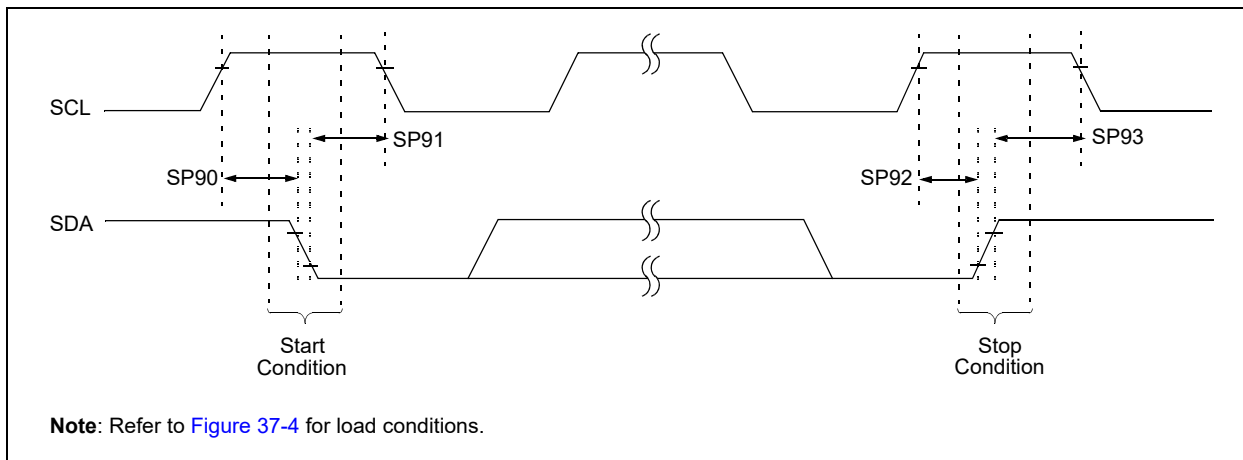 SCL
SP91
SP93
SP90
SP92
SDA
Start
Condition
Stop
Condition
Note: Refer to Figure 37-4 for load conditions.